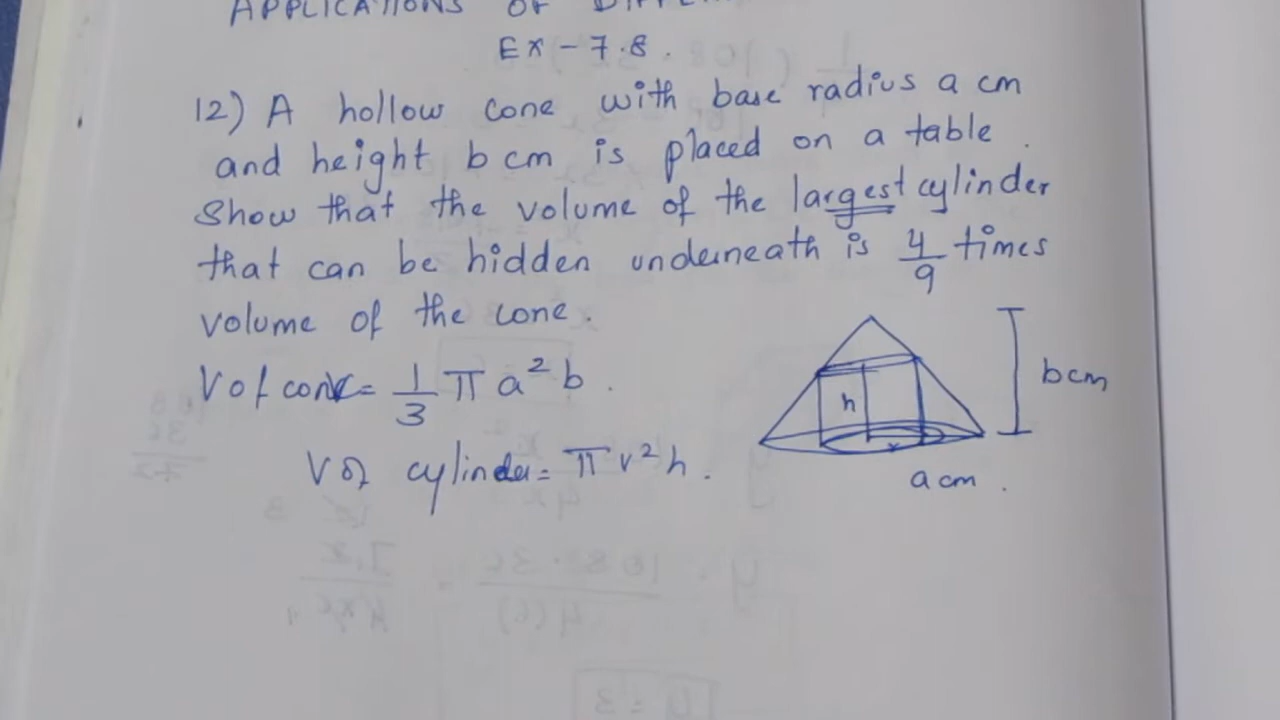 APPLICATIONS OF
Ex - 7.8.
12) A hollow cone with base radius a cm
and height b cm is placed on a table.
Show that the volume of the largest cylinder
that can be hidden underneath is 4/9 times
volume of the cone.
V of cone = 1/3 π a² b.
h
b cm
V of cylinder = π r² h.
r
a cm.